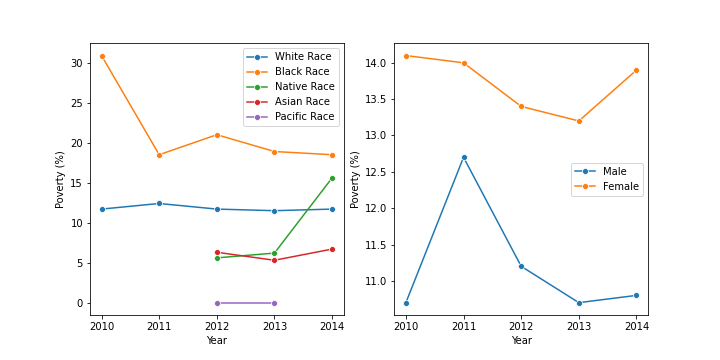 30
25
20
15
10
5
0
Poverty (%)
2010 2011 2012 2013 2014
Year
White Race
Black Race
Native Race
Asian Race
Pacific Race
14.0
13.5
13.0
12.5
12.0
11.5
11.0
Poverty (%)
2010 2011 2012 2013 2014
Year
Male
Female